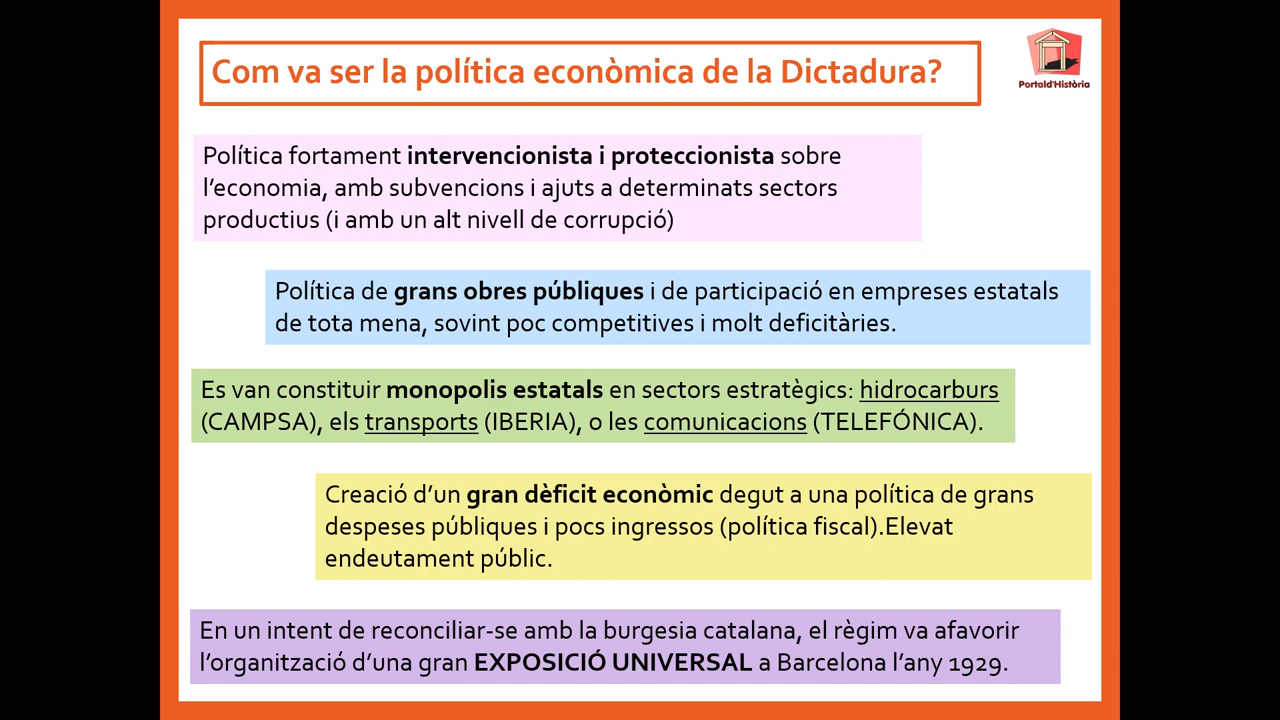 Com va ser la política econòmica de la Dictadura?
Portald'Història
Política fortament intervencionista i proteccionista sobre
l'economia, amb subvencions i ajuts a determinats sectors
productius (i amb un alt nivell de corrupció)
Política de grans obres públiques i de participació en empreses estatals
de tota mena, sovint poc competitives i molt deficitàries.
Es van constituir monopolis estatals en sectors estratègics: hidrocarburs
(CAMPSA), els transports (IBERIA), o les comunicacions (TELEFÓNICA).
Creació d'un gran dèficit econòmic degut a una política de grans
despeses públiques i pocs ingressos (política fiscal).Elevat
endeutament públic.
En un intent de reconciliar-se amb la burgesia catalana, el règim va afavorir
l'organització d'una gran EXPOSICIÓ UNIVERSAL a Barcelona l'any 1929.